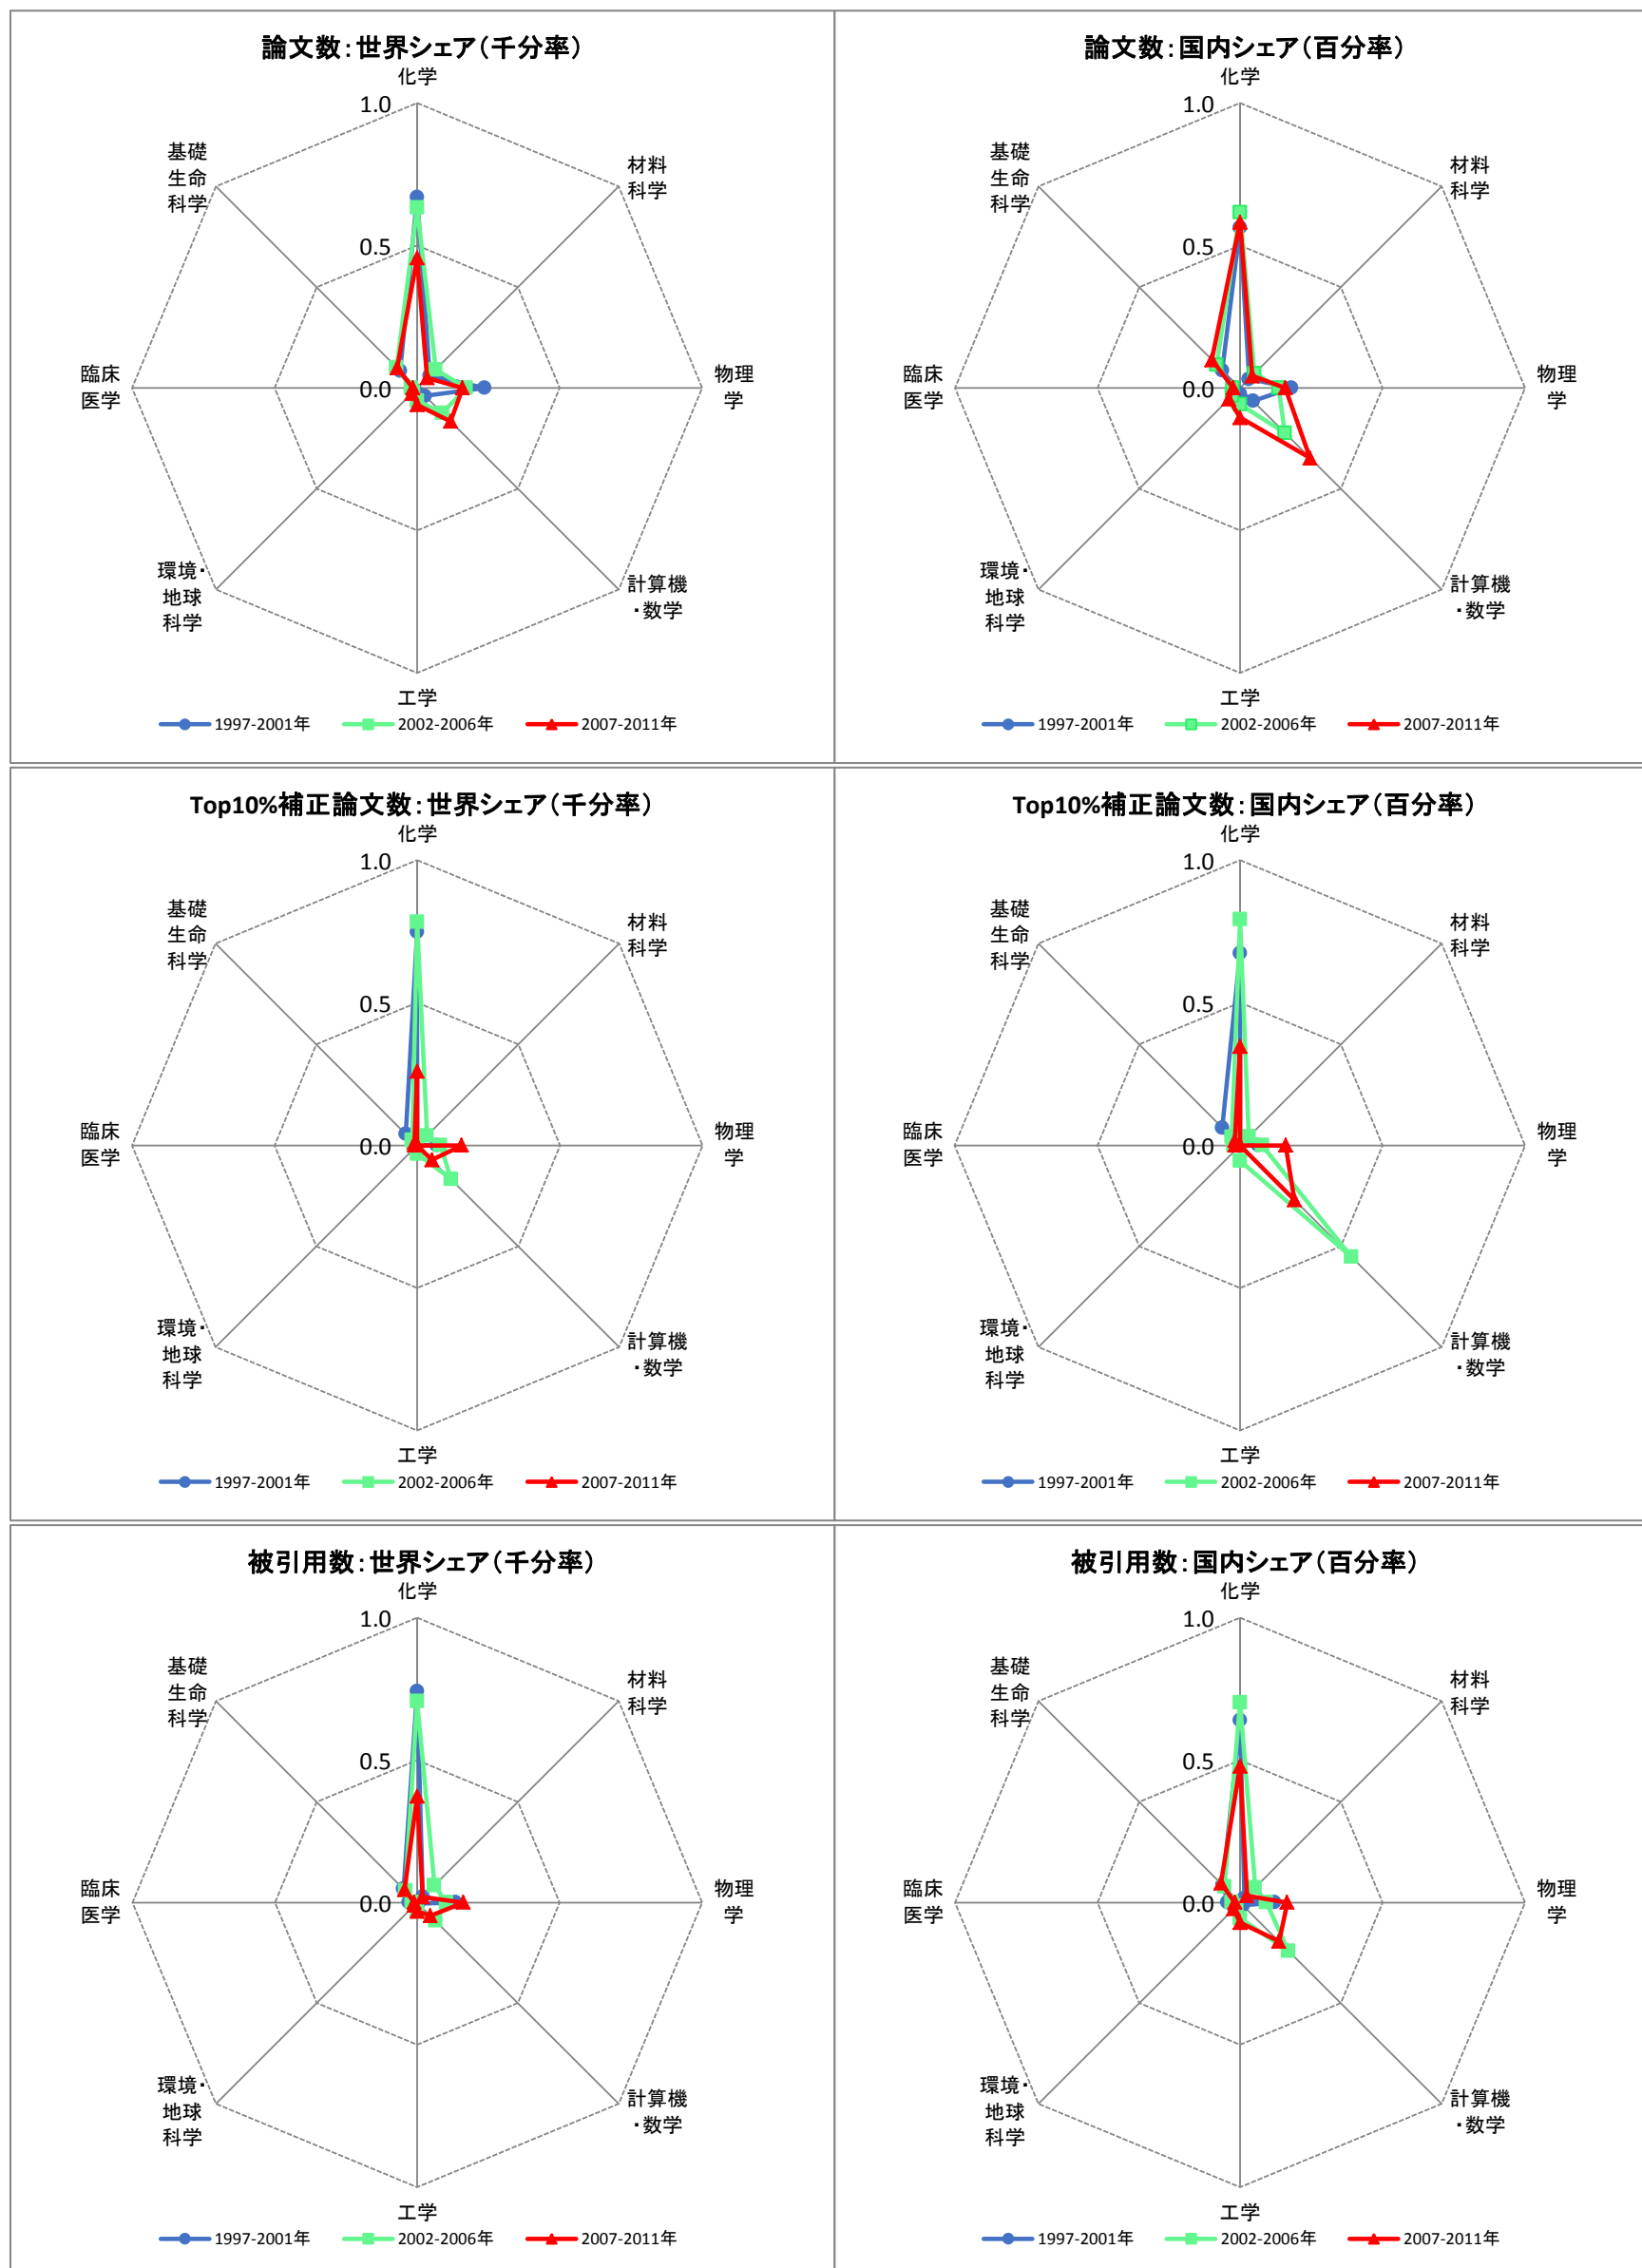 論文数：世界シェア（千分率）
化学
1.0
基礎
生命
科学
材料
科学
0.5
臨床
医学
0.0
物理
学
環境・
地球
科学
計算機
・数学
工学
1997-2001年
2002-2006年
2007-2011年
論文数：国内シェア（百分率）
化学
1.0
基礎
生命
科学
材料
科学
0.5
臨床
医学
0.0
物理
学
環境・
地球
科学
計算機
・数学
工学
1997-2001年
2002-2006年
2007-2011年
Top10%補正論文数：世界シェア（千分率）
化学
1.0
基礎
生命
科学
材料
科学
0.5
臨床
医学
0.0
物理
学
環境・
地球
科学
計算機
・数学
工学
1997-2001年
2002-2006年
2007-2011年
Top10%補正論文数：国内シェア（百分率）
化学
1.0
基礎
生命
科学
材料
科学
0.5
臨床
医学
0.0
物理
学
環境・
地球
科学
計算機
・数学
工学
1997-2001年
2002-2006年
2007-2011年
被引用数：世界シェア（千分率）
化学
1.0
基礎
生命
科学
材料
科学
0.5
臨床
医学
0.0
物理
学
環境・
地球
科学
計算機
・数学
工学
1997-2001年
2002-2006年
2007-2011年
被引用数：国内シェア（百分率）
化学
1.0
基礎
生命
科学
材料
科学
0.5
臨床
医学
0.0
物理
学
環境・
地球
科学
計算機
・数学
工学
1997-2001年
2002-2006年
2007-2011年